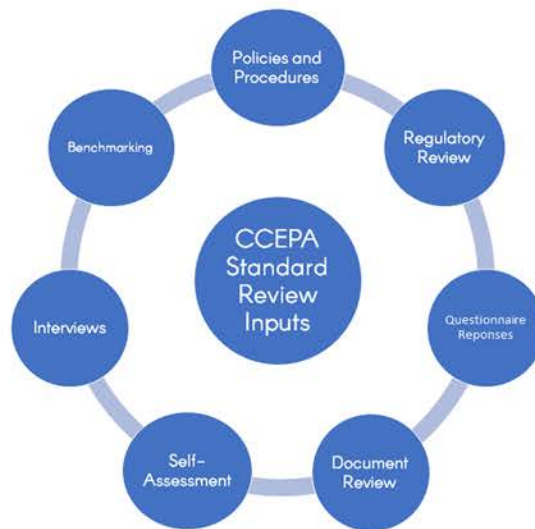 Policies and
Procedures
Regulatory
Review
Questionnaire
Reponses
Document
Review
Self-
Assessment
Interviews
Benchmarking
CCEPA
Standard
Review
Inputs